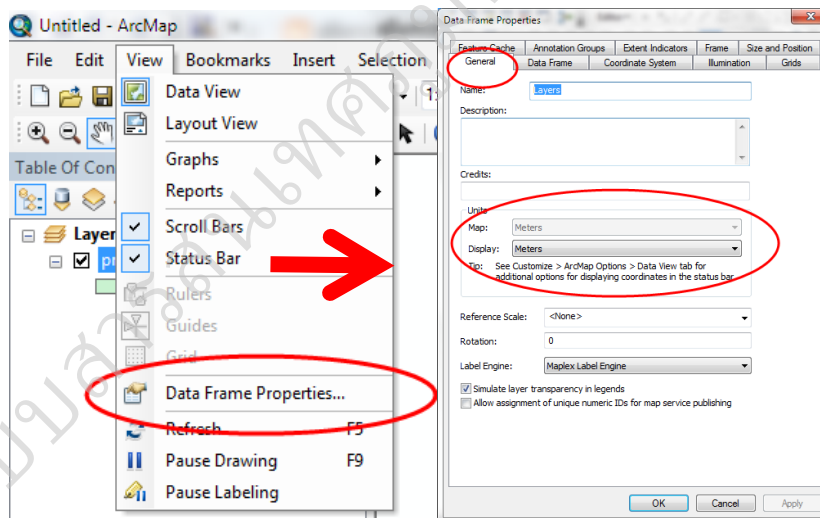 Untitled - ArcMap
File Edit View Bookmarks Insert Selection
Data View
Layout View
Table Of Con
Graphs
Reports
Layer
Scroll Bars
Status Bar
Rulers
Guides
Grid
Data Frame Properties...
Refresh F5
Pause Drawing F9
Pause Labeling
Data Frame Properties
Feature Cache Annotation Groups Extent Indicators Frame Size and Position
General Data Frame Coordinate System Illumination Grids
Name: Layers
Description:
Credits:
Units
Map: Meters
Display: Meters
Tip: See Customize > ArcMap Options > Data View tab for
additional options for displaying coordinates in the status bar
Reference Scale: <None>
Rotation: 0
Label Engine: Maplex Label Engine
Simulate layer transparency in legends
Allow assignment of unique numeric IDs for map service publishing
OK Cancel Apply